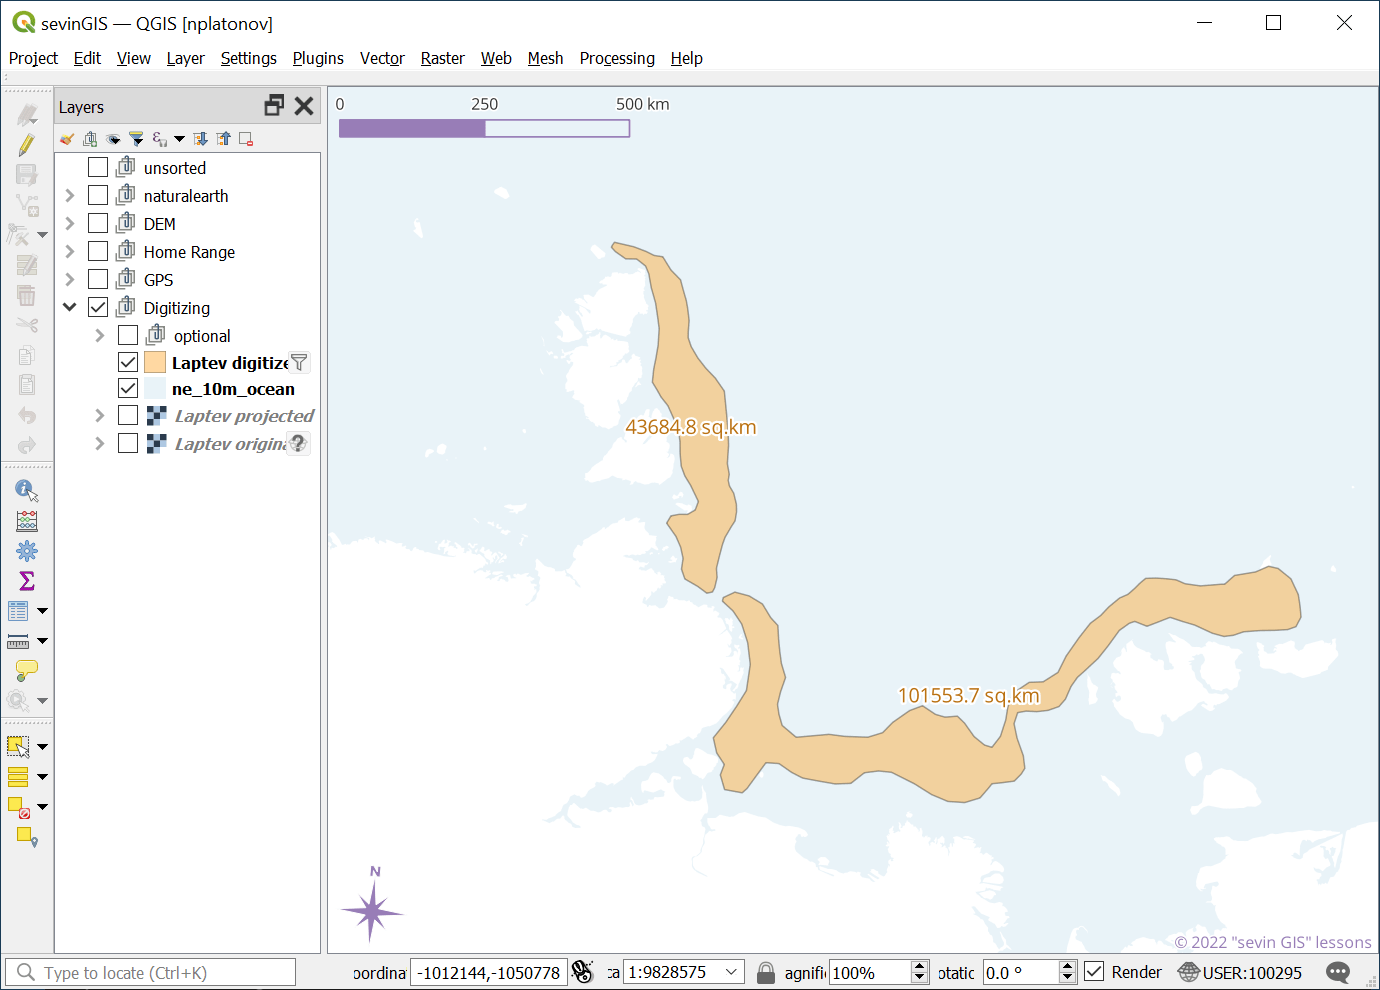 sevinGIS — QGIS [nplatonov]
Project Edit View Layer Settings Plugins Vector Raster Web Mesh Processing Help
Layers
unsorted
naturalearth
DEM
Home Range
GPS
Digitizing
optional
Laptev digitize
ne_10m_ocean
Laptev projected
Laptev origina
0 250 500 km
43684.8 sq.km
101553.7 sq.km
N
© 2022 "sevin GIS" lessons
Type to locate (Ctrl+K) oordina -1012144,-1050778 ca 1:9828575 agnifi 100% otatic 0.0 ° Render USER:100295